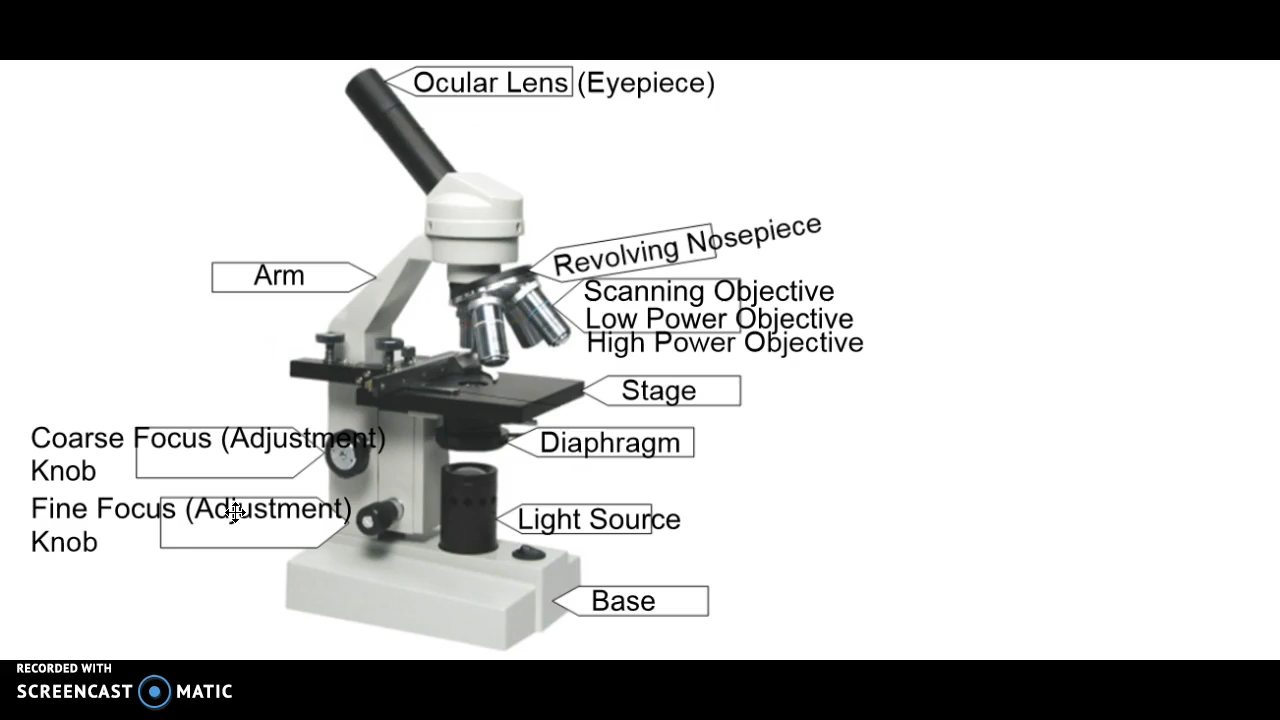 Ocular Lens (Eyepiece)
Revolving Nosepiece
Arm
Scanning Objective
Low Power Objective
High Power Objective
Stage
Coarse Focus (Adjustment)
Knob
Diaphragm
Fine Focus (Adjustment)
Knob
Light Source
Base
RECORDED WITH
SCREENCAST MATIC